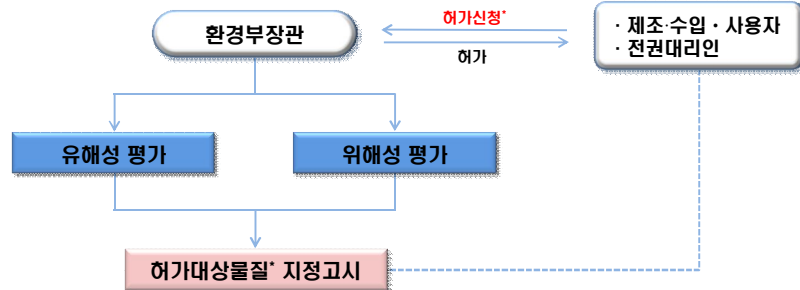 환경부장관
허가신청*
허가
· 제조·수입·사용자
· 전권대리인
유해성 평가
위해성 평가
허가대상물질* 지정고시